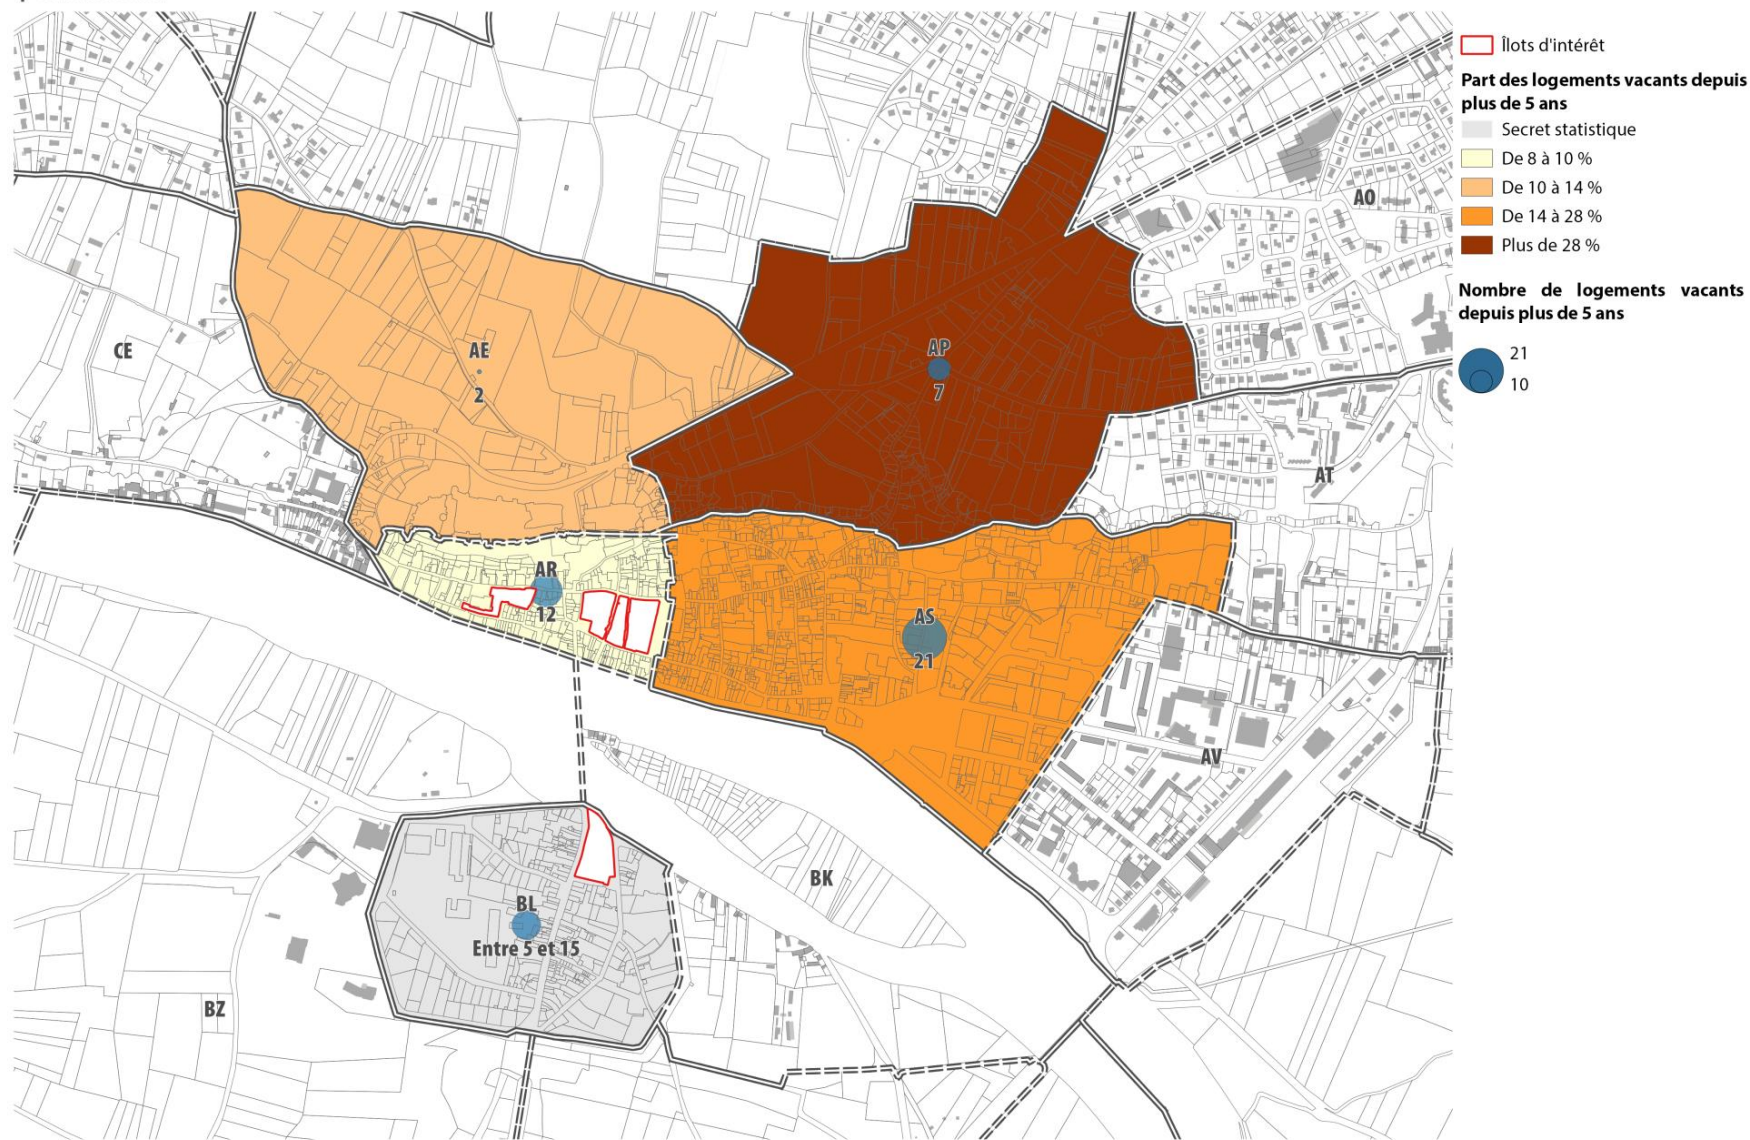 Îlots d'intérêt
Part des logements vacants depuis
plus de 5 ans
Secret statistique
De 8 à 10 %
De 10 à 14 %
De 14 à 28 %
Plus de 28 %
Nombre de logements vacants
depuis plus de 5 ans
21
10
AO
CE
AE
2
AP
7
AT
AR
12
AS
21
AV
BK
BL
Entre 5 et 15
BZ